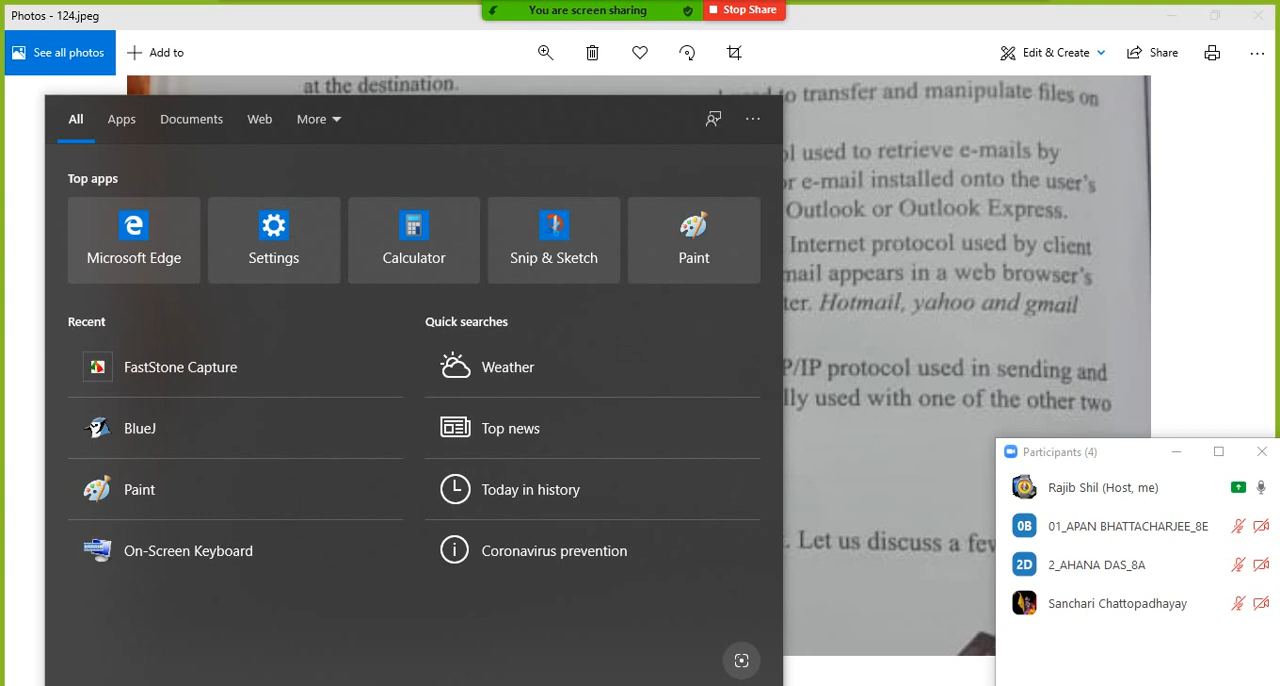 Photos - 124.jpeg
You are screen sharing
Stop Share
See all photos
Add to
Edit & Create
Share
at the destination.
used to transfer and manipulate files on
used to retrieve e-mails by
e-mail installed onto the user's
Outlook or Outlook Express.
Internet protocol used by client
mail appears in a web browser's
Hotmail, yahoo and gmail
P/IP protocol used in sending and
used with one of the other two
Let us discuss a few
All
Apps
Documents
Web
More
Top apps
Microsoft Edge
Settings
Calculator
Snip & Sketch
Paint
Recent
FastStone Capture
BlueJ
Paint
On-Screen Keyboard
Quick searches
Weather
Top news
Today in history
Coronavirus prevention
Participants (4)
Rajib Shil (Host, me)
0B 01_APAN BHATTACHARJEE_8E
2D 2_AHANA DAS_8A
Sanchari Chattopadhayay